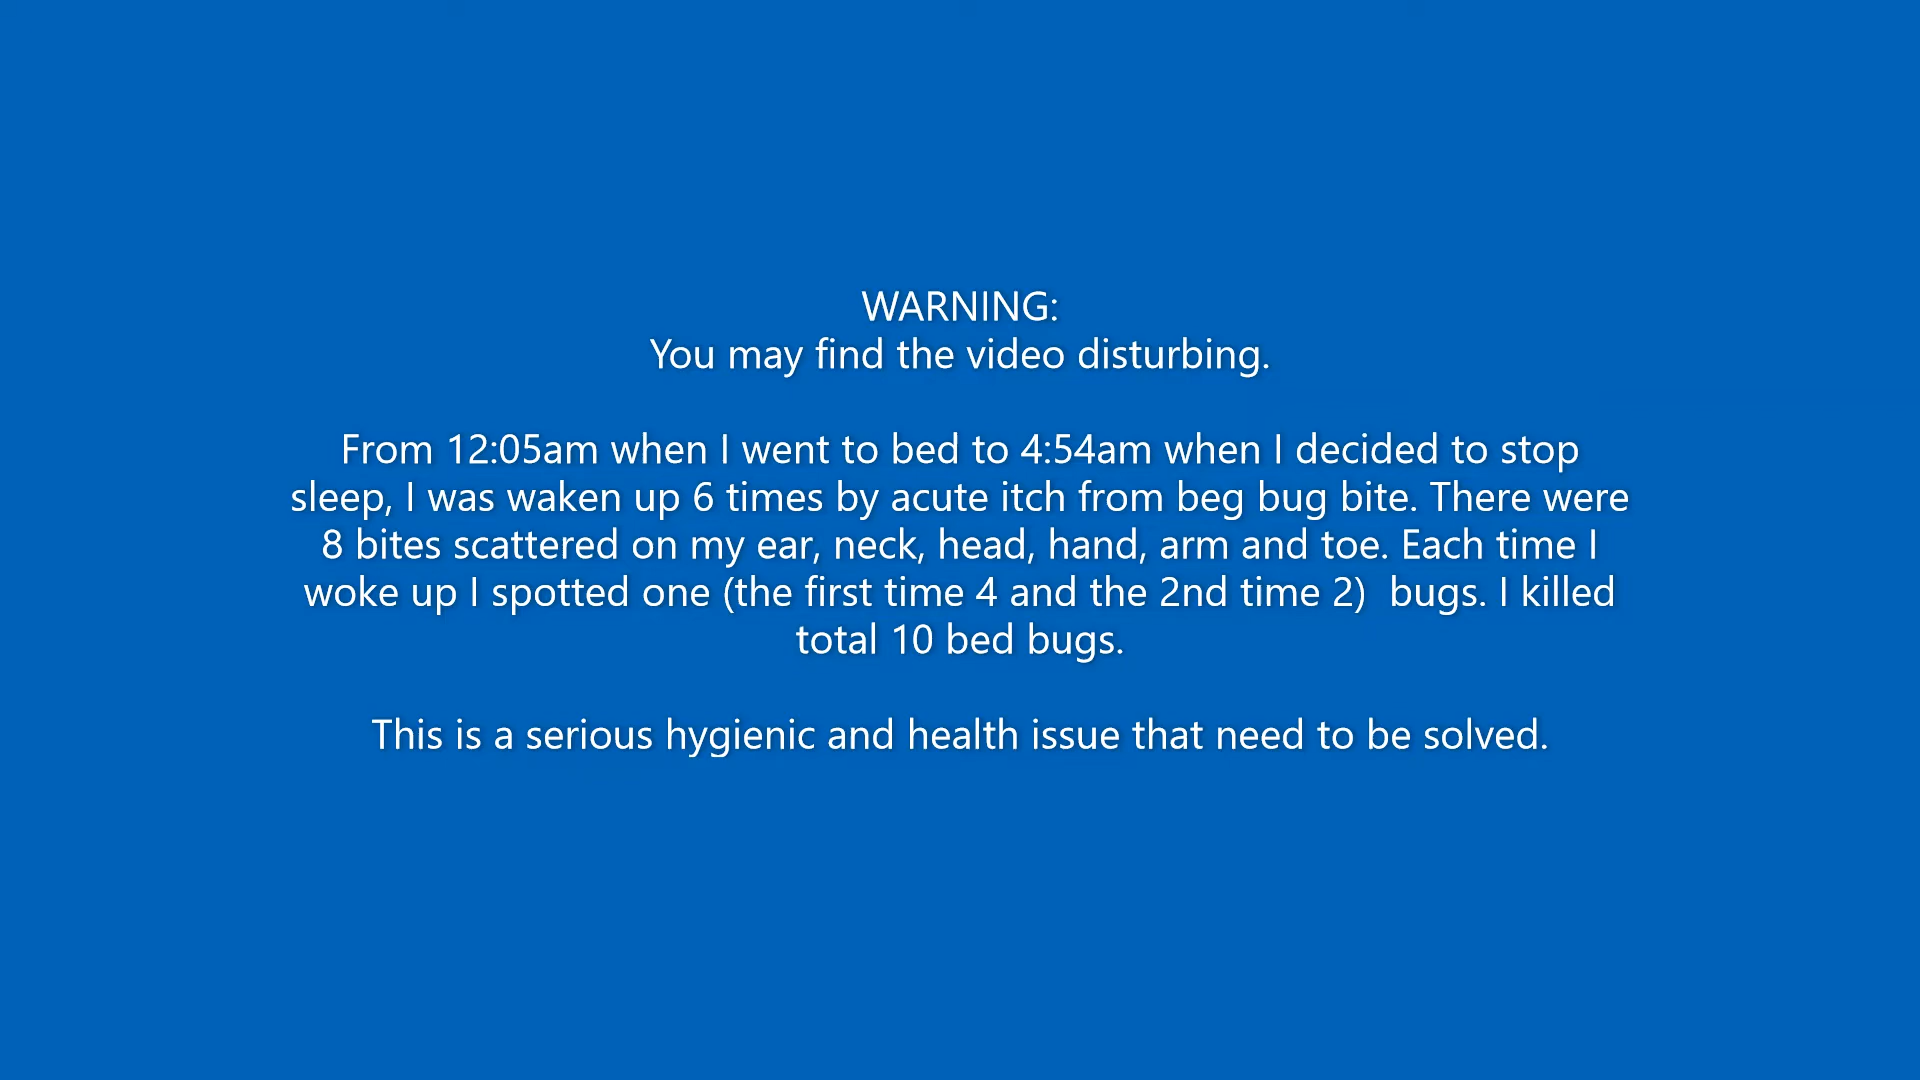 WARNING:
You may find the video disturbing.
From 12:05am when I went to bed to 4:54am when I decided to stop
sleep, I was waken up 6 times by acute itch from beg bug bite. There were
8 bites scattered on my ear, neck, head, hand, arm and toe. Each time I
woke up I spotted one (the first time 4 and the 2nd time 2)  bugs. I killed
total 10 bed bugs.
This is a serious hygienic and health issue that need to be solved.